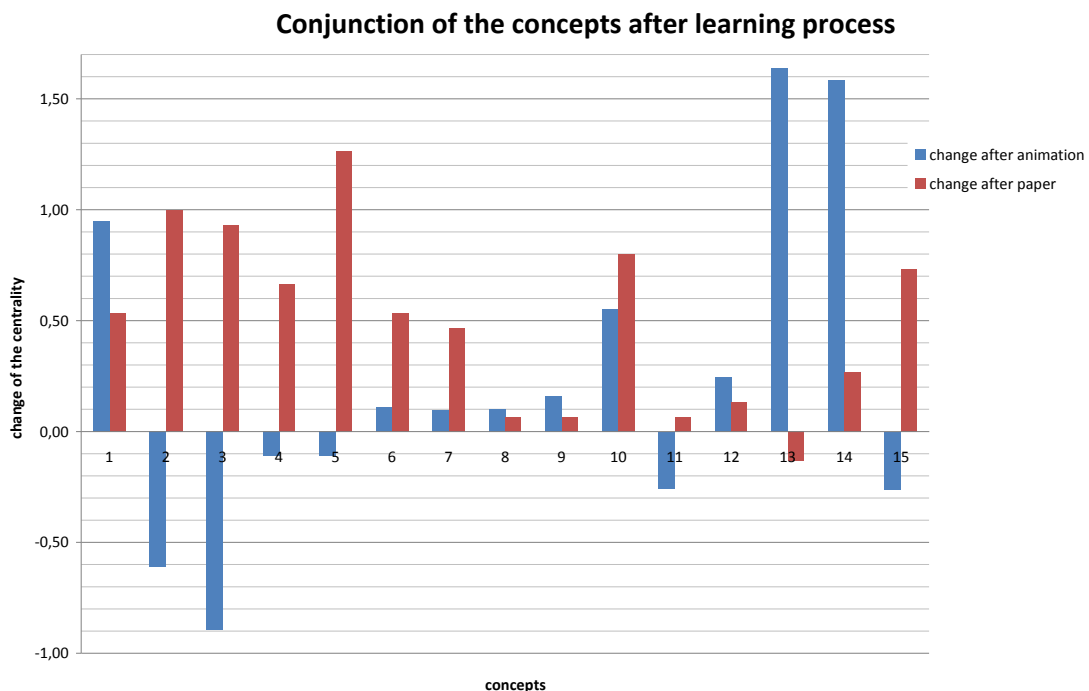 Conjunction of the concepts after learning process
1,50
1,00
0,50
0,00
-0,50
-1,00
change of the centrality
1 2 3 4 5 6 7 8 9 10 11 12 13 14 15
concepts
change after animation
change after paper